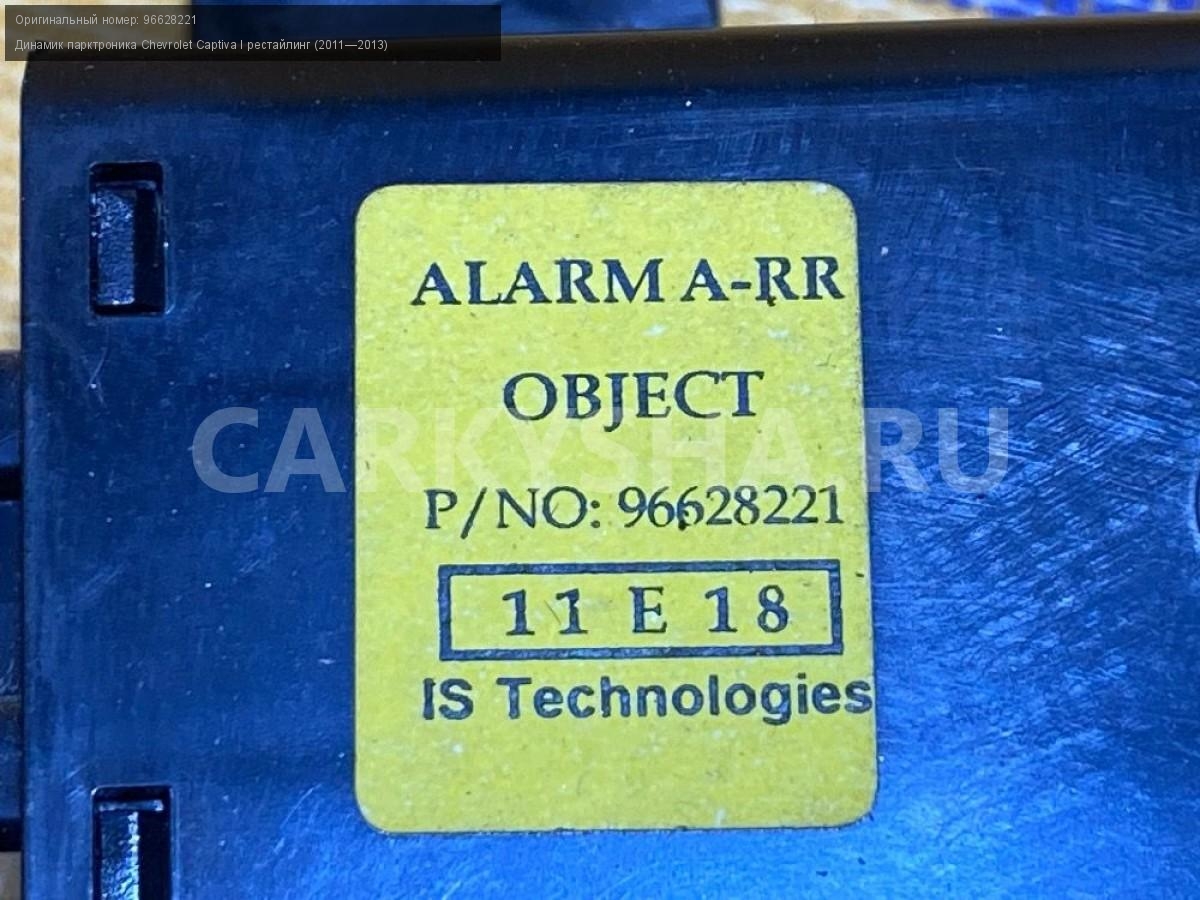 Оригинальный номер: 96628221
Динамик парктроника Chevrolet Captiva I рестайлинг (2011—2013)
ALARM A-RR
OBJECT
CARKYSHA.RU
P/NO: 96628221
11 E 18
IS Technologies